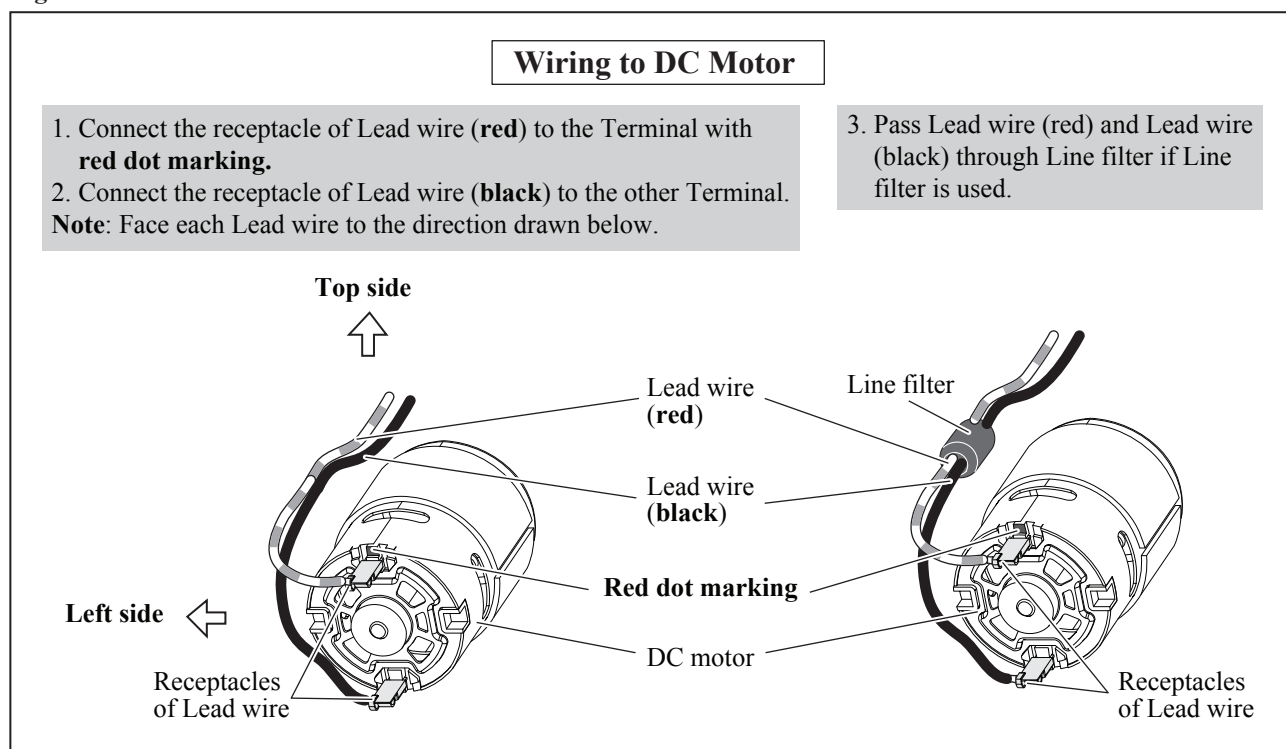 Wiring to DC Motor
1. Connect the receptacle of Lead wire (red) to the Terminal with
red dot marking.
2. Connect the receptacle of Lead wire (black) to the other Terminal.
Note: Face each Lead wire to the direction drawn below.
3. Pass Lead wire (red) and Lead wire
(black) through Line filter if Line
filter is used.
Top side
Lead wire
(red)
Line filter
Lead wire
(black)
Red dot marking
Left side
DC motor
Receptacles
of Lead wire
Receptacles
of Lead wire